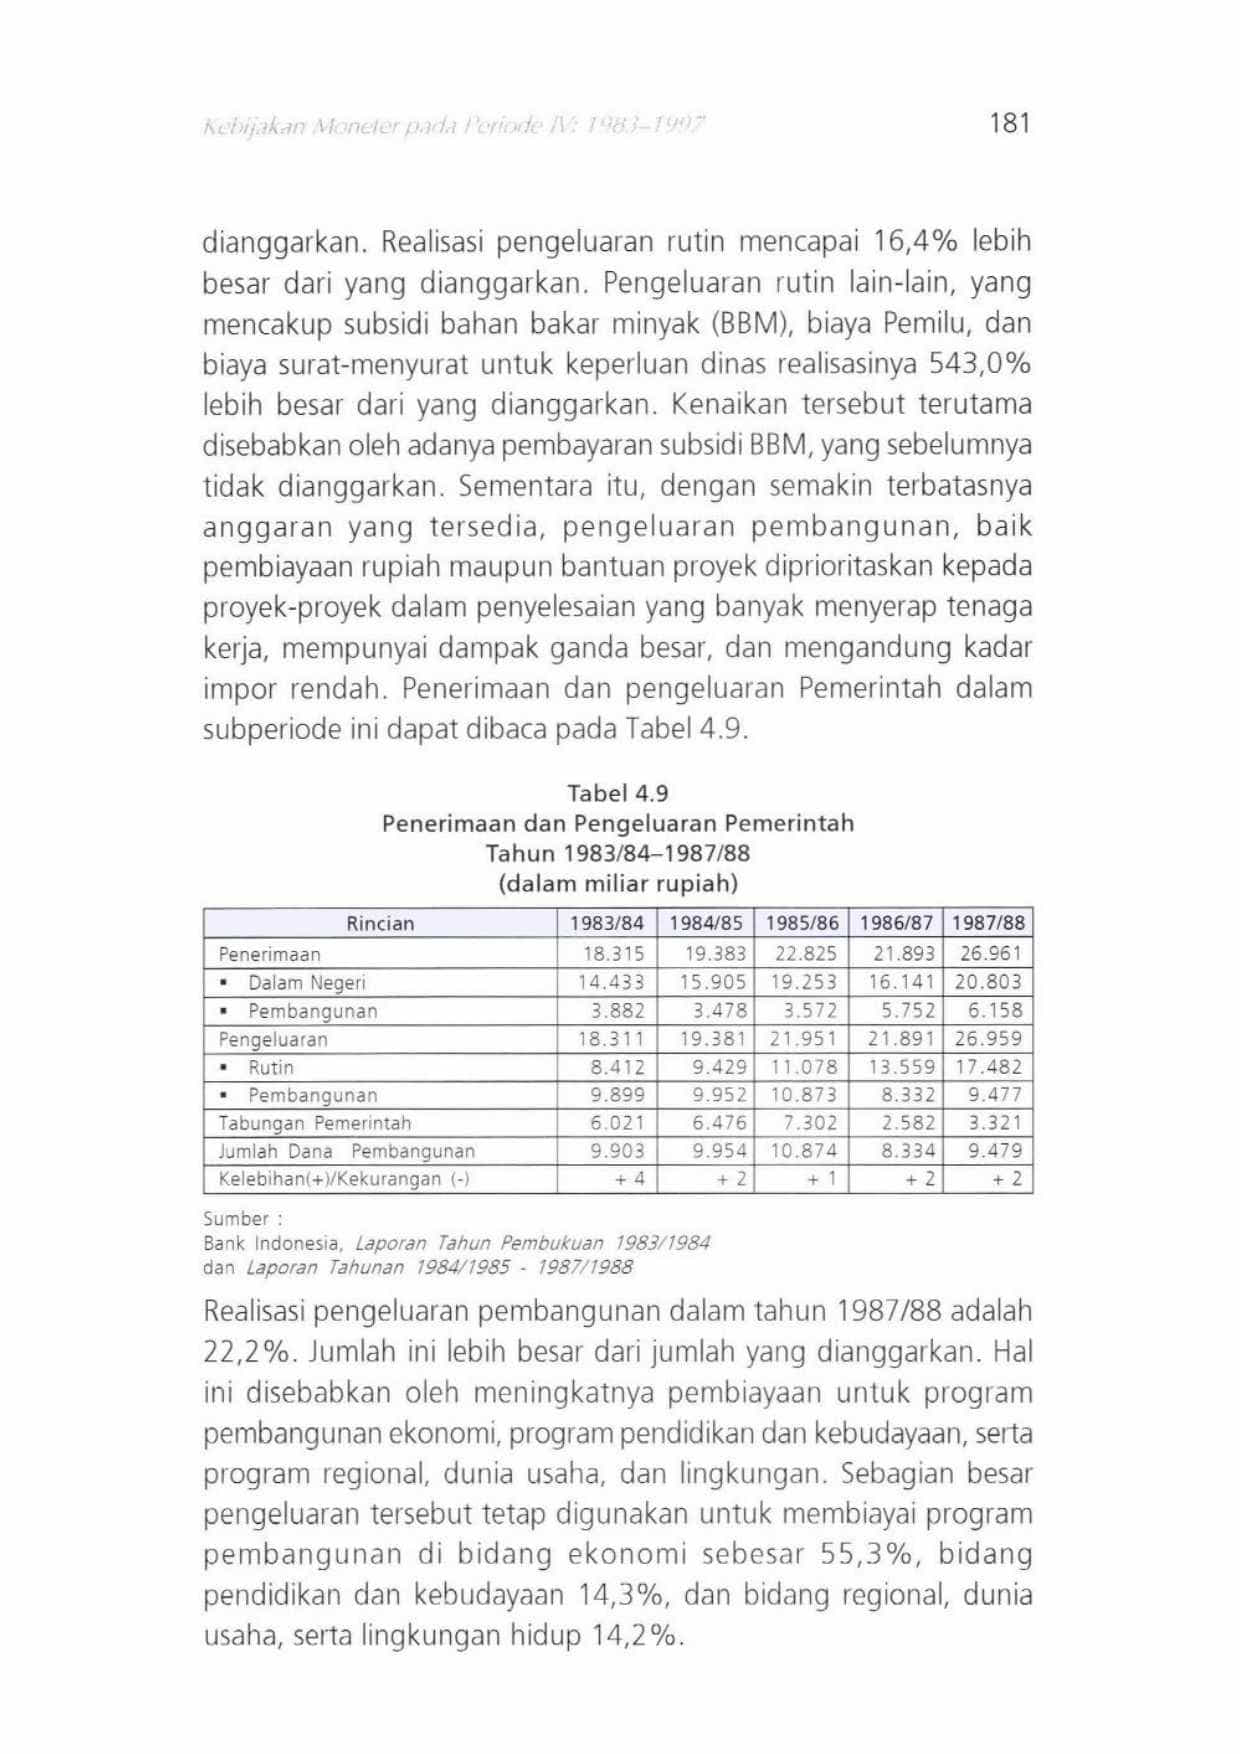 Kebijakan Moneter pada Periode IV: 1983–1997 181
dianggarkan. Realisasi pengeluaran rutin mencapai 16,4% lebih
besar dari yang dianggarkan. Pengeluaran rutin lain-lain, yang
mencakup subsidi bahan bakar minyak (BBM), biaya Pemilu, dan
biaya surat-menyurat untuk keperluan dinas realisasinya 543,0%
lebih besar dari yang dianggarkan. Kenaikan tersebut terutama
disebabkan oleh adanya pembayaran subsidi BBM, yang sebelumnya
tidak dianggarkan. Sementara itu, dengan semakin terbatasnya
anggaran yang tersedia, pengeluaran pembangunan, baik
pembiayaan rupiah maupun bantuan proyek diprioritaskan kepada
proyek-proyek dalam penyelesaian yang banyak menyerap tenaga
kerja, mempunyai dampak ganda besar, dan mengandung kadar
impor rendah. Penerimaan dan pengeluaran Pemerintah dalam
subperiode ini dapat dibaca pada Tabel 4.9.
Tabel 4.9
Penerimaan dan Pengeluaran Pemerintah
Tahun 1983/84–1987/88
(dalam miliar rupiah)
Rincian 1983/84 1984/85 1985/86 1986/87 1987/88
Penerimaan 18.315 19.383 22.825 21.893 26.961
▪ Dalam Negeri 14.433 15.905 19.253 16.141 20.803
▪ Pembangunan 3.882 3.478 3.572 5.752 6.158
Pengeluaran 18.311 19.381 21.951 21.891 26.959
▪ Rutin 8.412 9.429 11.078 13.559 17.482
▪ Pembangunan 9.899 9.952 10.873 8.332 9.477
Tabungan Pemerintah 6.021 6.476 7.302 2.582 3.321
Jumlah Dana Pembangunan 9.903 9.954 10.874 8.334 9.479
Kelebihan(+)/Kekurangan (-) + 4 + 2 + 1 + 2 + 2
Sumber :
Bank Indonesia, Laporan Tahun Pembukuan 1983/1984
dan Laporan Tahunan 1984/1985 - 1987/1988
Realisasi pengeluaran pembangunan dalam tahun 1987/88 adalah
22,2%. Jumlah ini lebih besar dari jumlah yang dianggarkan. Hal
ini disebabkan oleh meningkatnya pembiayaan untuk program
pembangunan ekonomi, program pendidikan dan kebudayaan, serta
program regional, dunia usaha, dan lingkungan. Sebagian besar
pengeluaran tersebut tetap digunakan untuk membiayai program
pembangunan di bidang ekonomi sebesar 55,3%, bidang
pendidikan dan kebudayaan 14,3%, dan bidang regional, dunia
usaha, serta lingkungan hidup 14,2%.